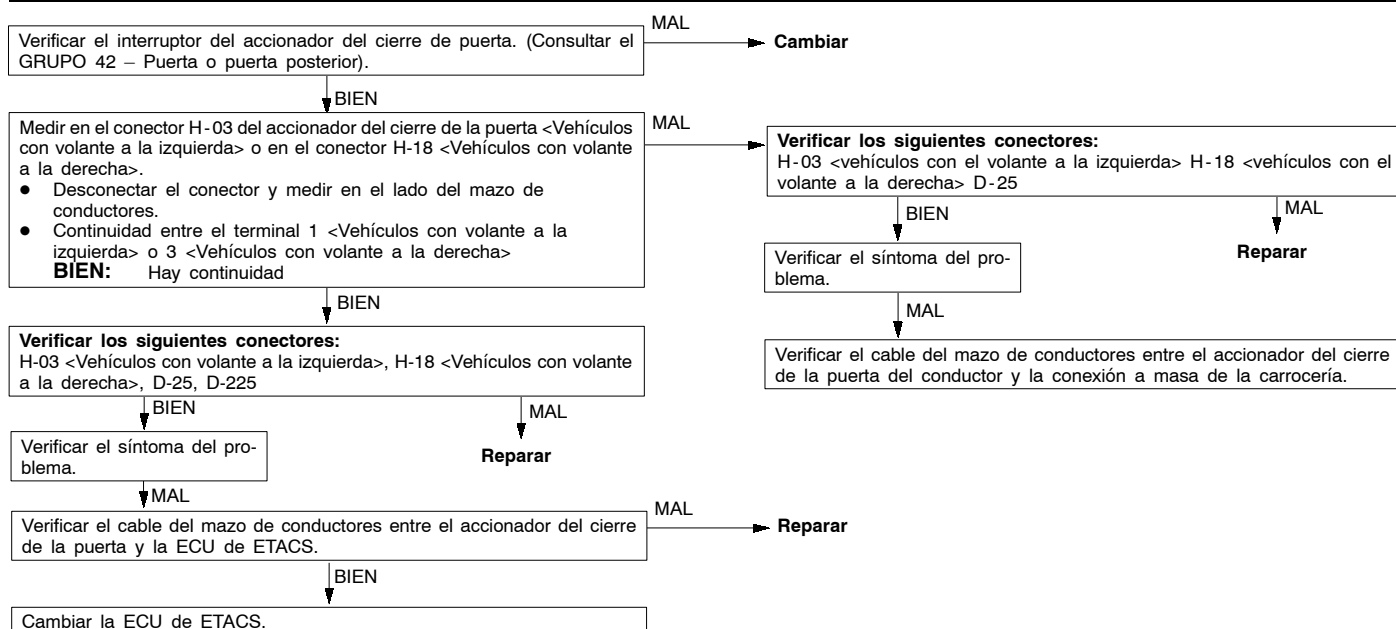 Verificar el interruptor del accionador del cierre de puerta. (Consultar el
GRUPO 42 – Puerta o puerta posterior).
MAL
Cambiar
BIEN
Medir en el conector H-03 del accionador del cierre de la puerta <Vehículos
con volante a la izquierda> o en el conector H-18 <Vehículos con volante
a la derecha>.
● Desconectar el conector y medir en el lado del mazo de
conductores.
● Continuidad entre el terminal 1 <Vehículos con volante a la
izquierda> o 3 <Vehículos con volante a la derecha>
BIEN: Hay continuidad
MAL
Verificar los siguientes conectores:
H-03 <vehículos con el volante a la izquierda> H-18 <vehículos con el
volante a la derecha> D-25
BIEN
MAL
Verificar el síntoma del pro-
blema.
Reparar
MAL
Verificar el cable del mazo de conductores entre el accionador del cierre
de la puerta del conductor y la conexión a masa de la carrocería.
BIEN
Verificar los siguientes conectores:
H-03 <Vehículos con volante a la izquierda>, H-18 <Vehículos con volante
a la derecha>, D-25, D-225
BIEN
MAL
Verificar el síntoma del pro-
blema.
Reparar
MAL
Verificar el cable del mazo de conductores entre el accionador del cierre
de la puerta y la ECU de ETACS.
MAL
Reparar
BIEN
Cambiar la ECU de ETACS.